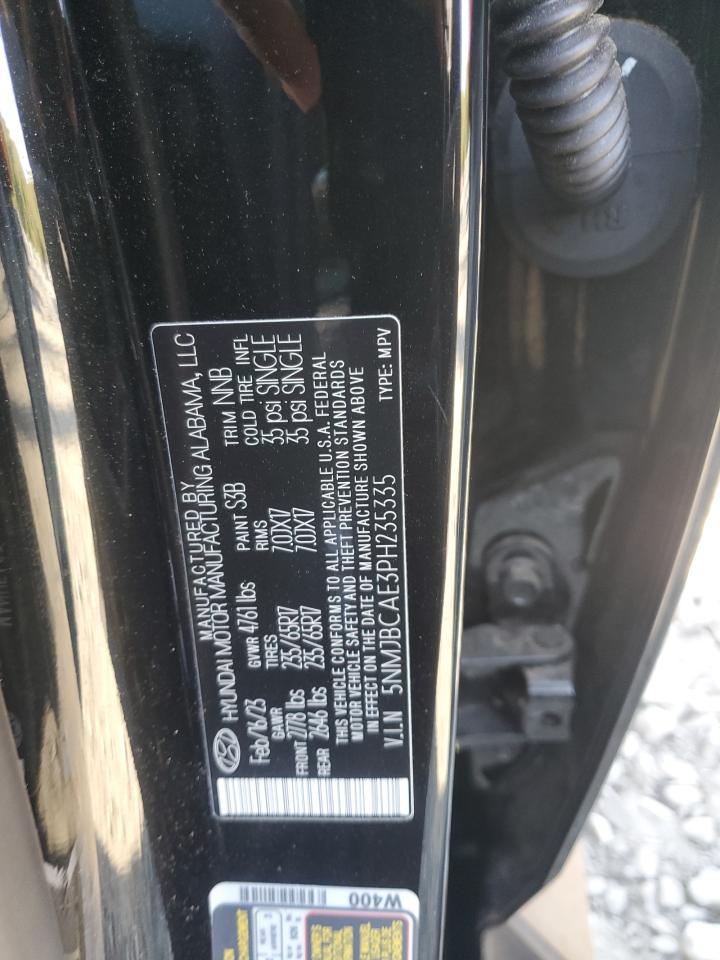 MANUFACTURED BY
HYUNDAI MOTOR MANUFACTURING ALABAMA, LLC
Feb/16/23 GVWR 4761 lbs PAINT S3B TRIM NNB
GAWR TIRES RIMS COLD TIRE INFL
FRONT 2778 lbs 235/65R17 7.0JX17 35 psi SINGLE
REAR 2646 lbs 235/65R17 7.0JX17 35 psi SINGLE
THIS VEHICLE CONFORMS TO ALL APPLICABLE U.S.A. FEDERAL
MOTOR VEHICLE SAFETY AND THEFT PREVENTION STANDARDS
IN EFFECT ON THE DATE OF MANUFACTURE SHOWN ABOVE
V.I.N 5NMJBCAE3PH235335 TYPE: MPV
W400
RH